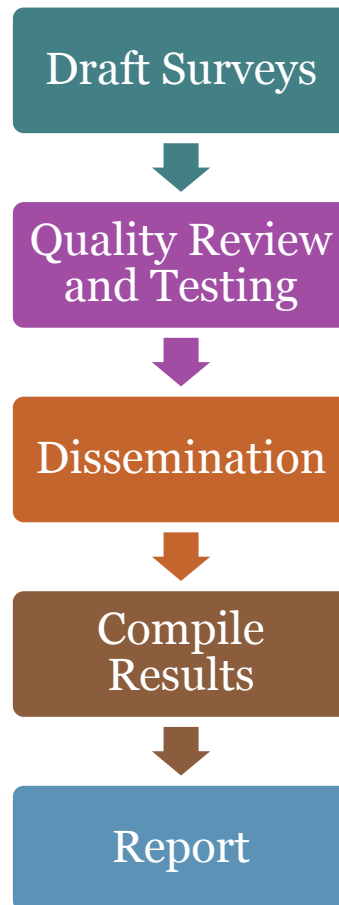 Draft Surveys
Quality Review
and Testing
Dissemination
Compile
Results
Report